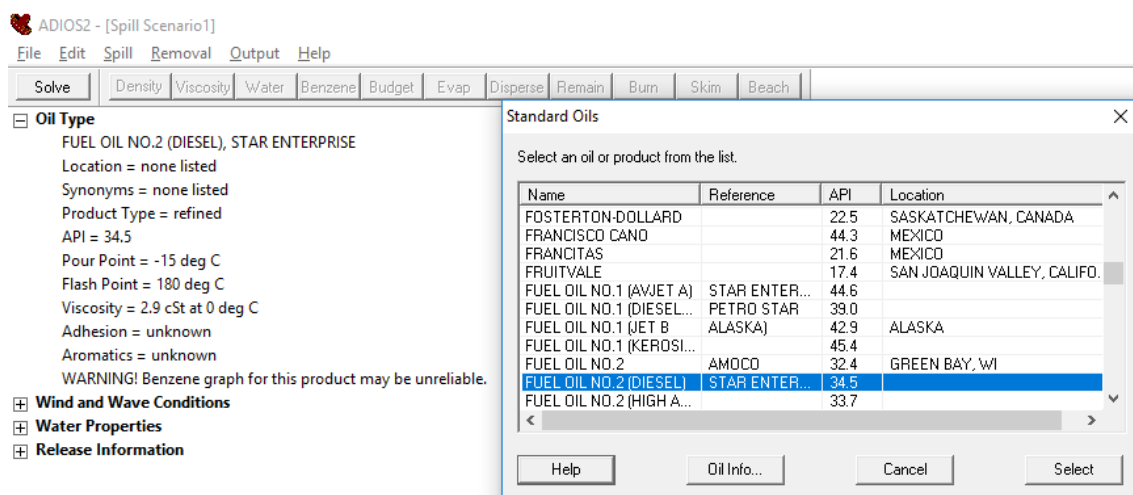 ADIOS2 - [Spill Scenario1]
File Edit Spill Removal Output Help
Solve Density Viscosity Water Benzene Budget Evap Disperse Remain Burn Skim Beach
Oil Type
FUEL OIL NO.2 (DIESEL), STAR ENTERPRISE
Location = none listed
Synonyms = none listed
Product Type = refined
API = 34.5
Pour Point = -15 deg C
Flash Point = 180 deg C
Viscosity = 2.9 cSt at 0 deg C
Adhesion = unknown
Aromatics = unknown
WARNING! Benzene graph for this product may be unreliable.
Wind and Wave Conditions
Water Properties
Release Information
Standard Oils
Select an oil or product from the list.
Name Reference API Location
FOSTERTON-DOLLARD 22.5 SASKATCHEWAN, CANADA
FRANCISCO CANO 44.3 MEXICO
FRANCITAS 21.6 MEXICO
FRUITVALE 17.4 SAN JOAQUIN VALLEY, CALIFO.
FUEL OIL NO.1 (AVJET A) STAR ENTER... 44.6
FUEL OIL NO.1 (DIESEL... PETRO STAR 39.0
FUEL OIL NO.1 (JET B ALASKA) 42.9 ALASKA
FUEL OIL NO.1 (KEROSI... 45.4
FUEL OIL NO.2 AMOCO 32.4 GREEN BAY, WI
FUEL OIL NO.2 (DIESEL) STAR ENTER... 34.5
FUEL OIL NO.2 (HIGH A... 33.7
Help Oil Info... Cancel Select